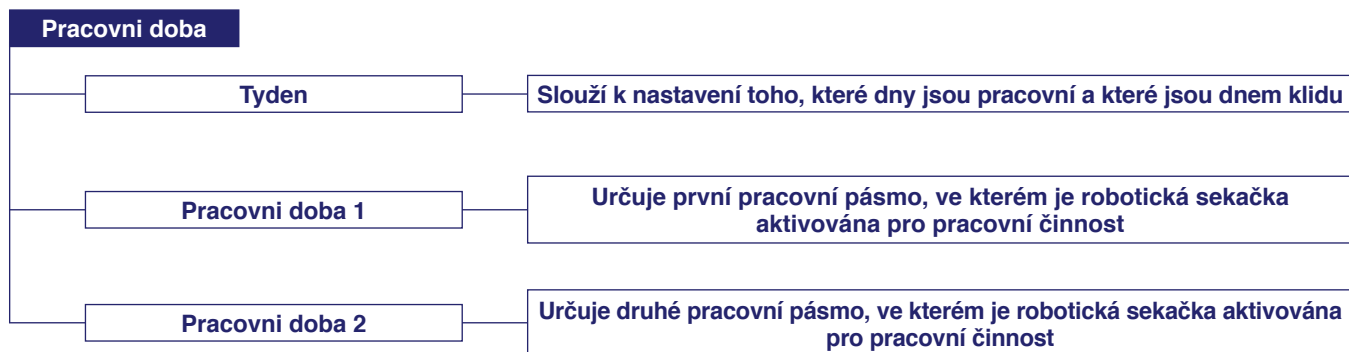 Pracovni doba
Tyden
Slouží k nastavení toho, které dny jsou pracovní a které jsou dnem klidu
Pracovni doba 1
Určuje první pracovní pásmo, ve kterém je robotická sekačka
aktivována pro pracovní činnost
Pracovni doba 2
Určuje druhé pracovní pásmo, ve kterém je robotická sekačka aktivována
pro pracovní činnost